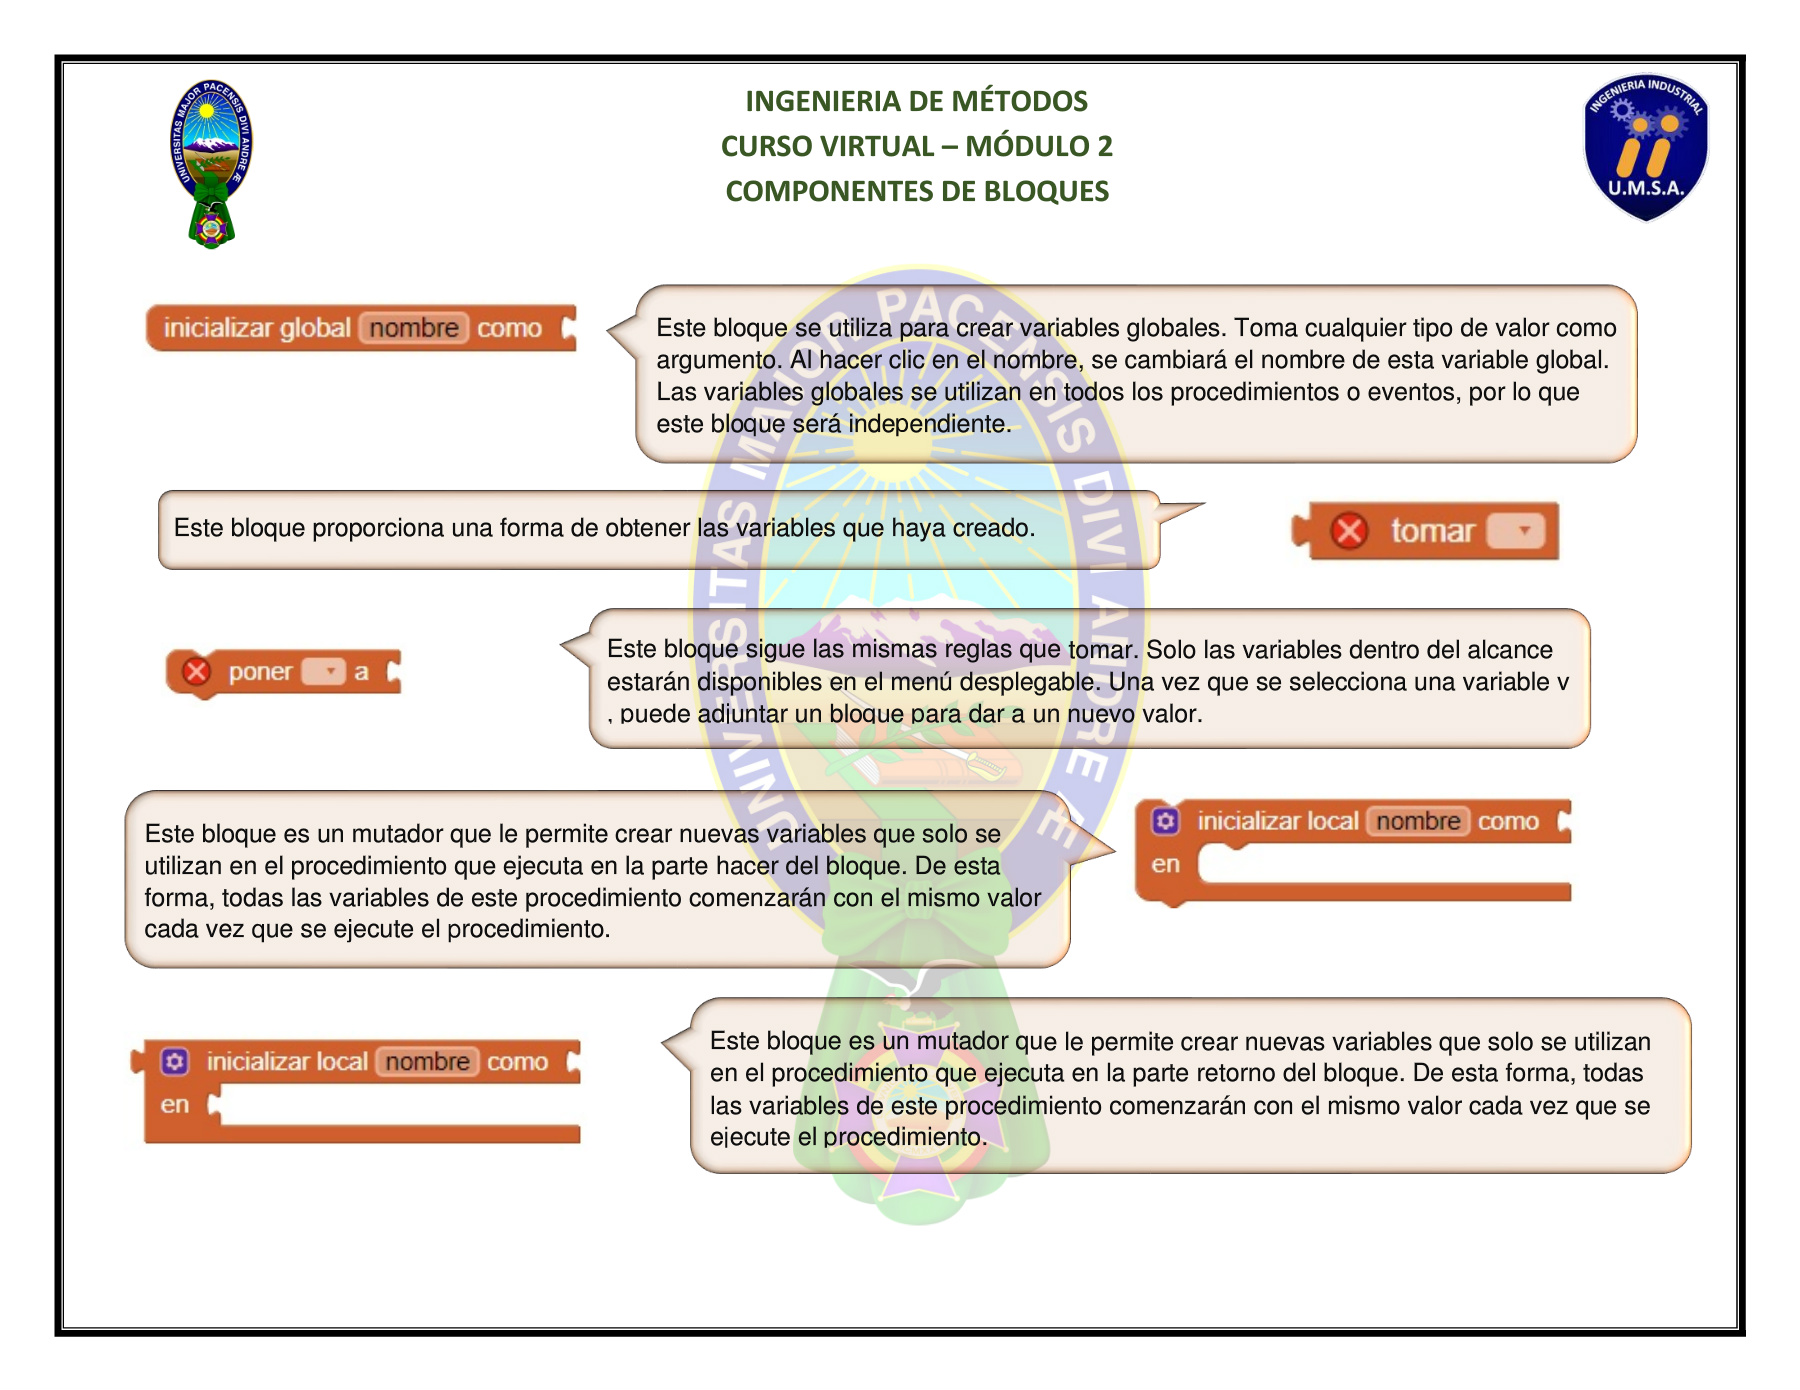 UNIVERSITAS MAJOR PACENSIS DIVI ANDRE Æ
INGENIERIA DE MÉTODOS
CURSO VIRTUAL – MÓDULO 2
COMPONENTES DE BLOQUES
INGENIERIA INDUSTRIAL
U.M.S.A.
inicializar global nombre como
Este bloque se utiliza para crear variables globales. Toma cualquier tipo de valor como
argumento. Al hacer clic en el nombre, se cambiará el nombre de esta variable global.
Las variables globales se utilizan en todos los procedimientos o eventos, por lo que
este bloque será independiente.
Este bloque proporciona una forma de obtener las variables que haya creado.
tomar
poner a
Este bloque sigue las mismas reglas que tomar. Solo las variables dentro del alcance
estarán disponibles en el menú desplegable. Una vez que se selecciona una variable v
, puede adjuntar un bloque para dar a un nuevo valor.
Este bloque es un mutador que le permite crear nuevas variables que solo se
utilizan en el procedimiento que ejecuta en la parte hacer del bloque. De esta
forma, todas las variables de este procedimiento comenzarán con el mismo valor
cada vez que se ejecute el procedimiento.
inicializar local nombre como
en
inicializar local nombre como
en
Este bloque es un mutador que le permite crear nuevas variables que solo se utilizan
en el procedimiento que ejecuta en la parte retorno del bloque. De esta forma, todas
las variables de este procedimiento comenzarán con el mismo valor cada vez que se
ejecute el procedimiento.
UNIVERSITAS MAJOR PACENSIS DIVI ANDRE Æ